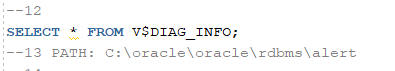 --12
SELECT * FROM V$DIAG_INFO;
--13 PATH: C:\oracle\oracle\rdbms\alert